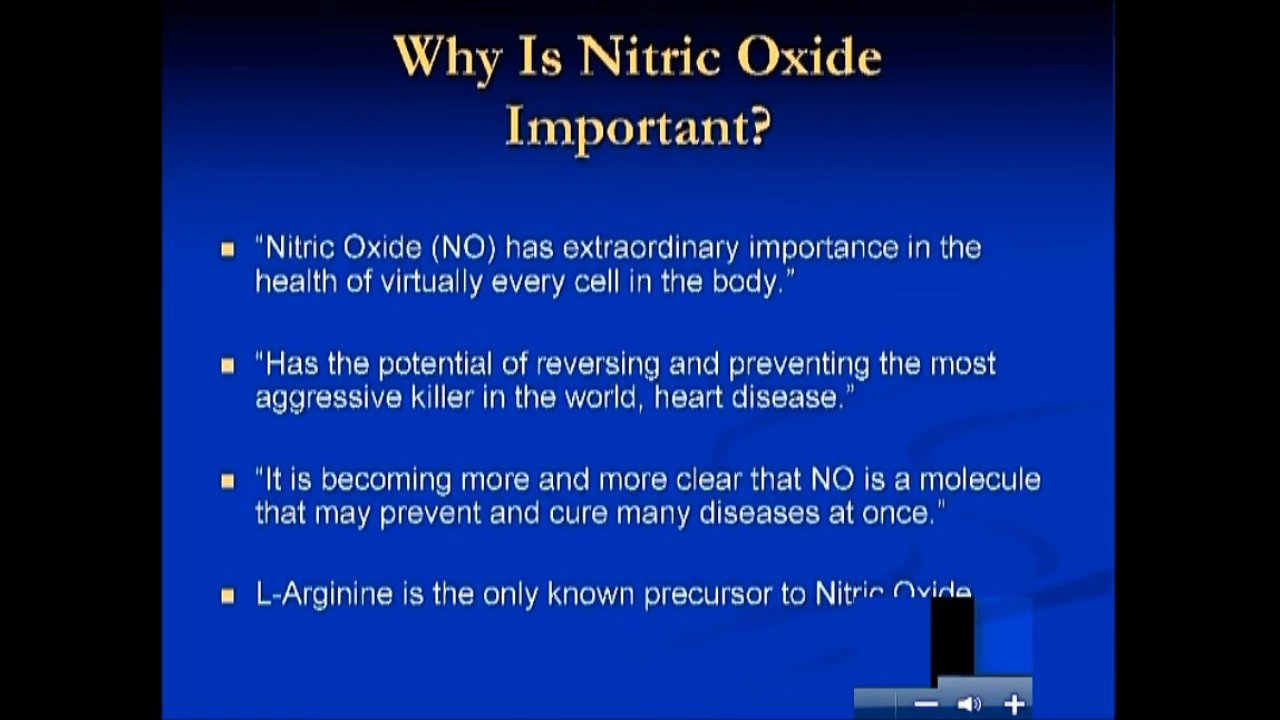 Why Is Nitric Oxide
Important?
“Nitric Oxide (NO) has extraordinary importance in the
health of virtually every cell in the body.”
“Has the potential of reversing and preventing the most
aggressive killer in the world, heart disease.”
“It is becoming more and more clear that NO is a molecule
that may prevent and cure many diseases at once.”
L-Arginine is the only known precursor to Nitric Oxide